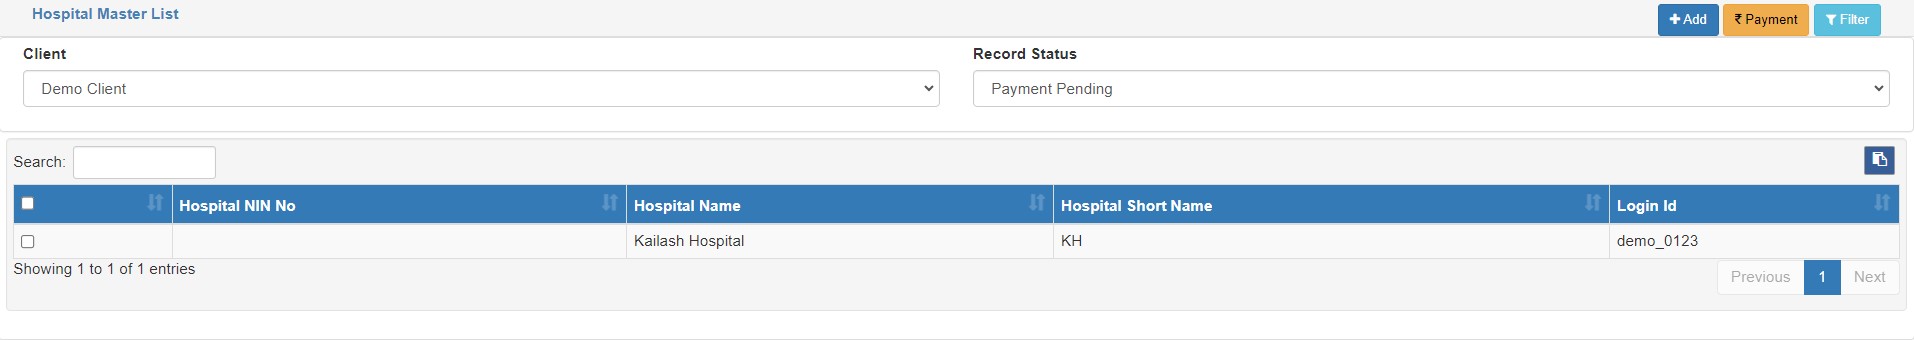 Hospital Master List
Add ₹ Payment Filter
Client Record Status
Demo Client Payment Pending
Search:
Hospital NIN No Hospital Name Hospital Short Name Login Id
Kailash Hospital KH demo_0123
Showing 1 to 1 of 1 entries
Previous 1 Next